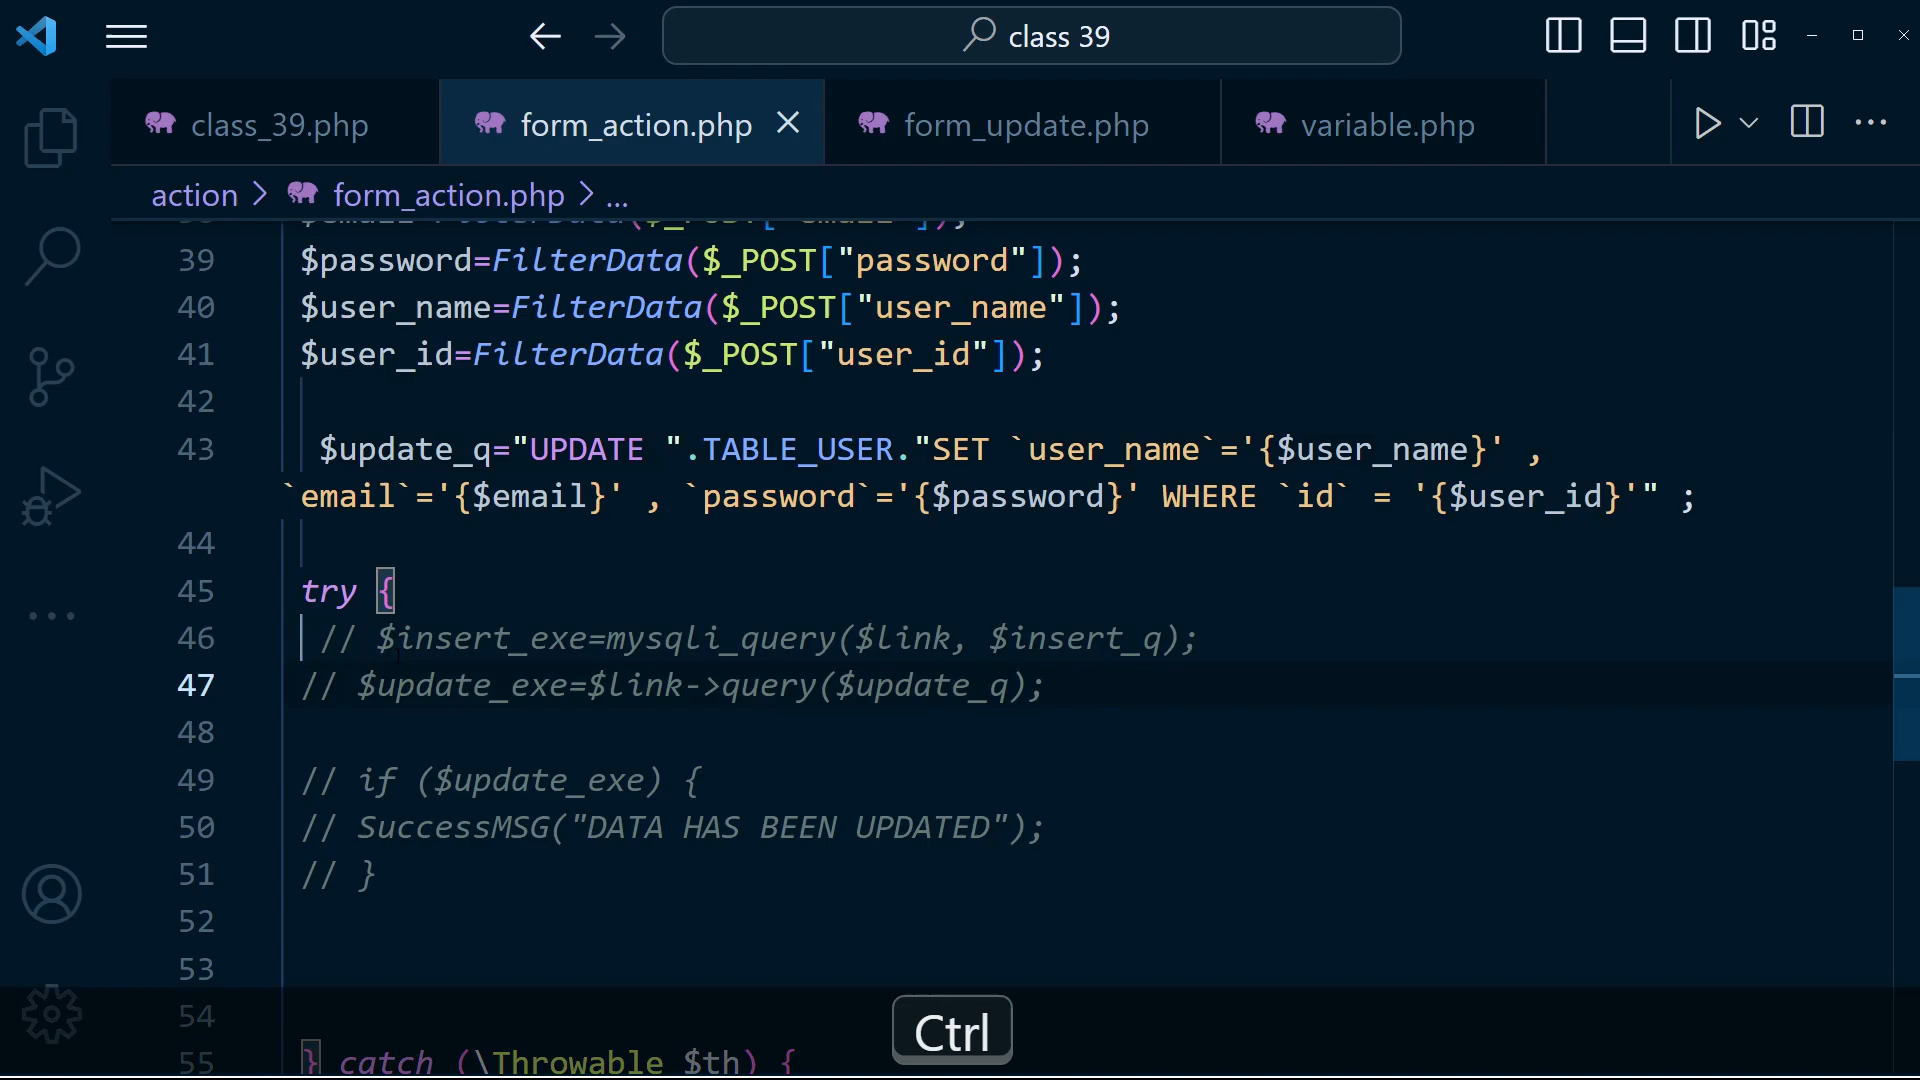 class 39
class_39.php
form_action.php
form_update.php
variable.php
action > form_action.php > ...
39 $password=FilterData($_POST["password"]);
40 $user_name=FilterData($_POST["user_name"]);
41 $user_id=FilterData($_POST["user_id"]);
42
43 $update_q="UPDATE ".TABLE_USER."SET `user_name`='{$user_name}' ,
`email`='{$email}' , `password`='{$password}' WHERE `id` = '{$user_id}'" ;
44
45 try {
46 // $insert_exe=mysqli_query($link, $insert_q);
47 // $update_exe=$link->query($update_q);
48
49 // if ($update_exe) {
50 // SuccessMSG("DATA HAS BEEN UPDATED");
51 // }
52
53
54
55 } catch (\Throwable $th) {
Ctrl